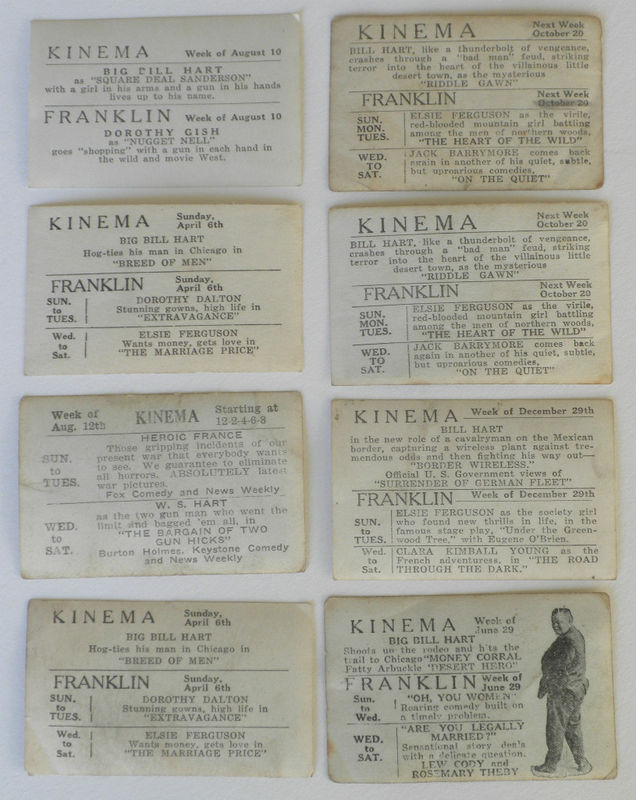 KINEMA Week of August 10
BIG BILL HART
as "SQUARE DEAL SANDERSON"
with a girl in his arms and a gun in his hands
lives up to his name.
FRANKLIN Week of August 10
DOROTHY GISH
as "NUGGET NELL"
goes "shopping" with a gun in each hand in
the wild and movie West.
KINEMA Next Week
October 20
BILL HART, like a thunderbolt of vengeance,
crashes through a "bad man" feud, striking
terror into the heart of the villainous little
desert town, as the mysterious
"RIDDLE GAWN"
FRANKLIN Next Week
October 20
SUN.
MON.
TUES.
ELSIE FERGUSON as the virile,
red-blooded mountain girl battling
among the men of northern woods,
"THE HEART OF THE WILD"
WED.
TO
SAT.
JACK BARRYMORE comes back
again in another of his quiet, subtle,
but uproarious comedies,
"ON THE QUIET"
KINEMA Sunday,
April 6th
BIG BILL HART
Hog-ties his man in Chicago in
"BREED OF MEN"
FRANKLIN Sunday,
April 6th
SUN.
to
TUES.
DOROTHY DALTON
Stunning gowns, high life in
"EXTRAVAGANCE"
Wed.
to
Sat.
ELSIE FERGUSON
Wants money, gets love in
"THE MARRIAGE PRICE"
KINEMA Next Week
October 20
BILL HART, like a thunderbolt of vengeance,
crashes through a "bad man" feud, striking
terror into the heart of the villainous little
desert town, as the mysterious
"RIDDLE GAWN"
FRANKLIN Next Week
October 20
SUN.
MON.
TUES.
ELSIE FERGUSON as the virile,
red-blooded mountain girl battling
among the men of northern woods,
"THE HEART OF THE WILD"
WED.
TO
SAT.
JACK BARRYMORE comes back
again in another of his quiet, subtle,
but uproarious comedies,
"ON THE QUIET"
Week of
Aug. 12th
KINEMA
Starting at
12-2-4-6-8
SUN.
to
TUES.
HEROIC FRANCE
Those gripping incidents of our
present war that everybody wants
to see. We guarantee to eliminate
all horrors. ABSOLUTELY latest
war pictures.
Fox Comedy and News Weekly
WED.
to
SAT.
W. S. HART
as the two gun man who went the
limit and bagged 'em all, in
"THE BARGAIN OF TWO
GUN HICKS"
Burton Holmes, Keystone Comedy
and News Weekly
KINEMA Week of December 29th
BILL HART
in the new role of a cavalryman on the Mexican
border, capturing a wireless plant against tre-
mendous odds and then fighting his way out—
"BORDER WIRELESS."
Official U. S. Government views of
"SURRENDER OF GERMAN FLEET"
FRANKLIN Week of December 29th
SUN.
to
TUES.
ELSIE FERGUSON as the society girl
who found new thrills in life, in the
famous stage play, "Under the Green-
wood Tree," with Eugene O'Brien.
Wed.
to
Sat.
CLARA KIMBALL YOUNG as the
French adventuress, in "THE ROAD
THROUGH THE DARK."
KINEMA Sunday,
April 6th
BIG BILL HART
Hog-ties his man in Chicago in
"BREED OF MEN"
FRANKLIN Sunday,
April 6th
SUN.
to
TUES.
DOROTHY DALTON
Stunning gowns, high life in
"EXTRAVAGANCE"
Wed.
to
Sat.
ELSIE FERGUSON
Wants money, gets love in
"THE MARRIAGE PRICE"
KINEMA Week of
June 29
BIG BILL HART
Shoots up the rodeo and hits the
trail to Chicago "MONEY CORRAL
Fatty Arbuckle "DESERT HERO"
FRANKLIN Week of
June 29
Sun.
to
Wed.
"OH, YOU WOMEN"
Roaring comedy built on
a timely problem.
WED.
TO
SAT.
"ARE YOU LEGALLY
MARRIED?"
Sensational story deals
with a delicate question.
LEW CODY and
ROSEMARY THEBY